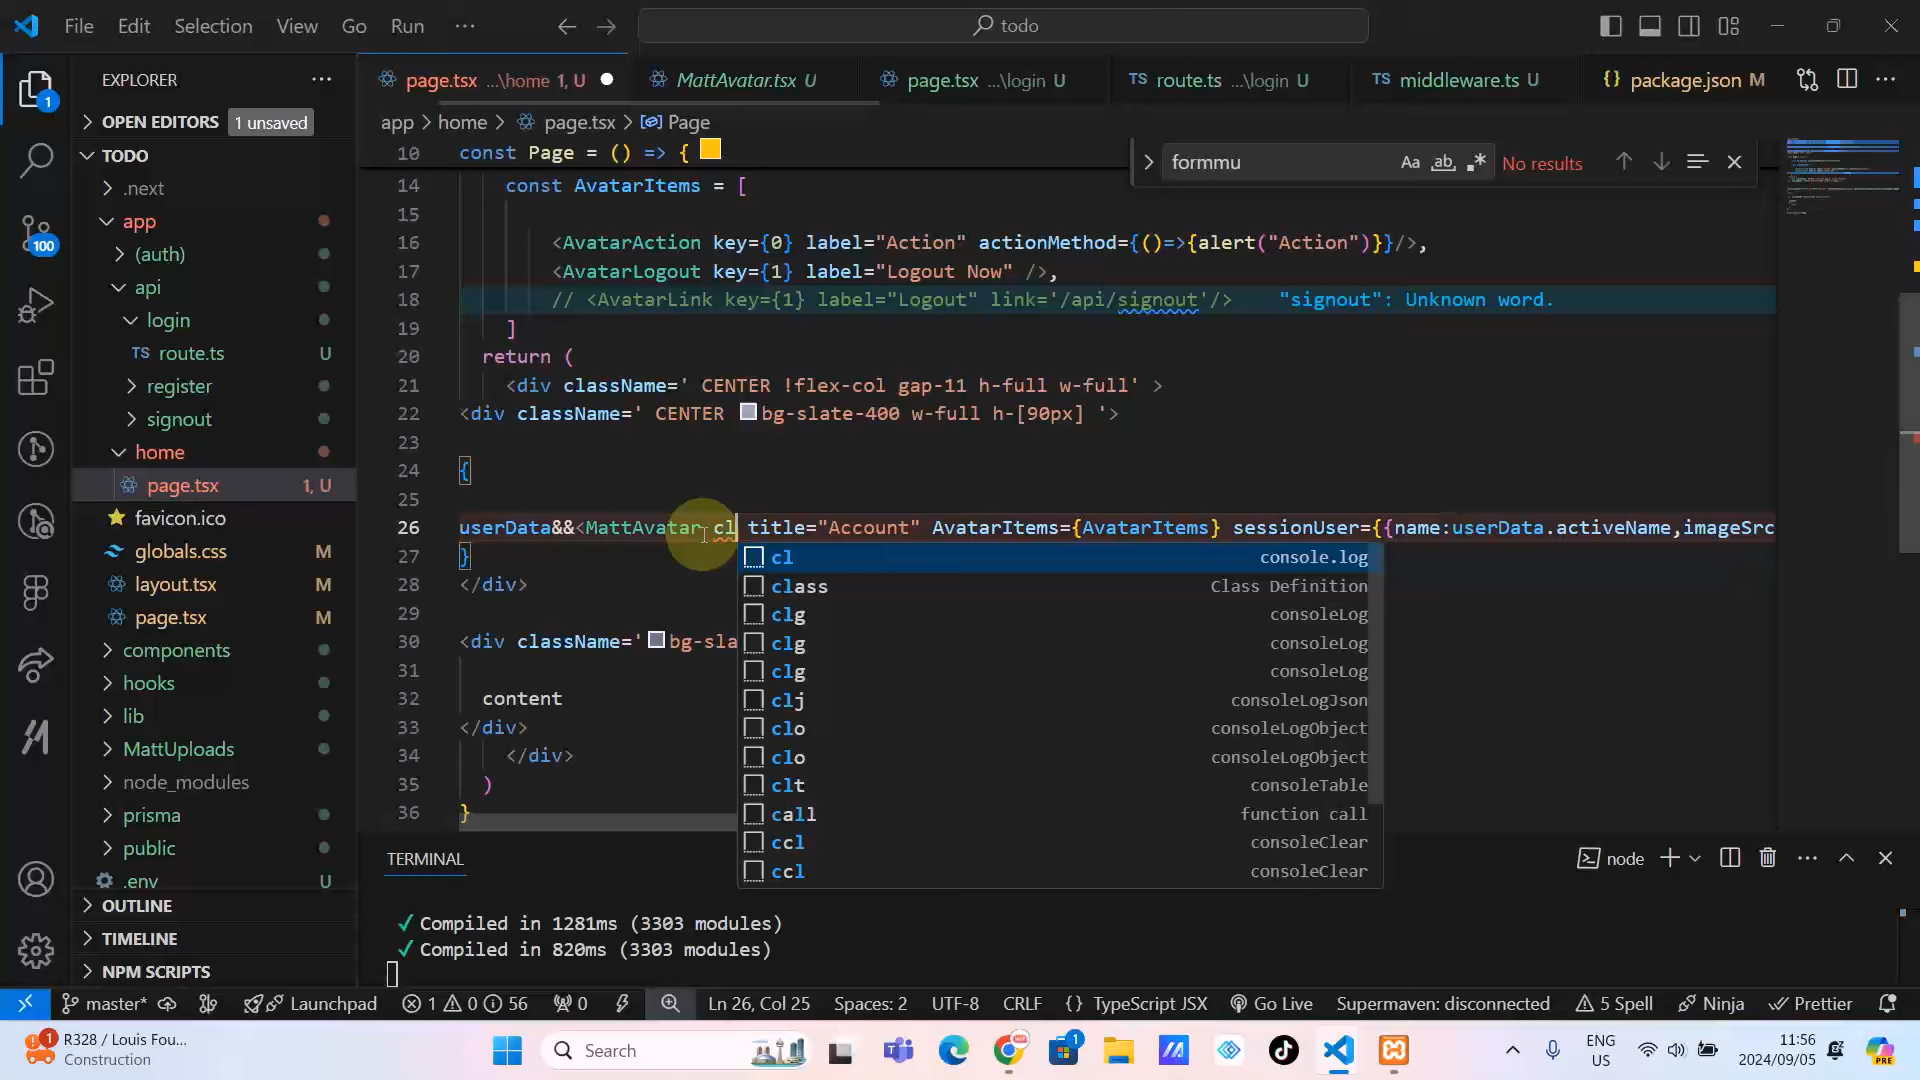 File Edit Selection View Go Run ··· todo
EXPLORER ···
page.tsx ...\home 1, U
MattAvatar.tsx U
page.tsx ...\login U
TS route.ts ...\login U
TS middleware.ts U
{} package.json M
···
OPEN EDITORS 1 unsaved
app > home > page.tsx > Page
TODO
.next
app
(auth)
api
login
TS route.ts U
register
signout
home
page.tsx 1, U
favicon.ico
globals.css M
layout.tsx M
page.tsx M
components
hooks
lib
MattUploads
node_modules
prisma
public
.env U
OUTLINE
TIMELINE
NPM SCRIPTS
1
100
formmu Aa ab No results
10 const Page = () => {
14 const AvatarItems = [
15
16 <AvatarAction key={0} label="Action" actionMethod={()=>{alert("Action")}}/>,
17 <AvatarLogout key={1} label="Logout Now" />,
18 // <AvatarLink key={1} label="Logout" link='/api/signout'/> "signout": Unknown word.
19 ]
20 return (
21 <div className=' CENTER !flex-col gap-11 h-full w-full' >
22 <div className=' CENTER bg-slate-400 w-full h-[90px] '>
23
24 {
25
26 userData&&<MattAvatar cl title="Account" AvatarItems={AvatarItems} sessionUser={{name:userData.activeName,imageSrc
27 }
28 </div>
29
30 <div className=' bg-sla
31
32 content
33 </div>
34 </div>
35 )
36 }
cl console.log
class Class Definition
clg consoleLog
clg consoleLog
clg consoleLog
clj consoleLogJson
clo consoleLogObject
clo consoleLogObject
clt consoleTable
call function call
ccl consoleClear
ccl consoleClear
TERMINAL
node
✓ Compiled in 1281ms (3303 modules)
✓ Compiled in 820ms (3303 modules)
master* Launchpad 1 0 56 0 Ln 26, Col 25 Spaces: 2 UTF-8 CRLF {} TypeScript JSX Go Live Supermaven: disconnected 5 Spell Ninja Prettier
1
R328 / Louis Fou...
Construction
Search
1
ENG
US
11:56
2024/09/05
PRE